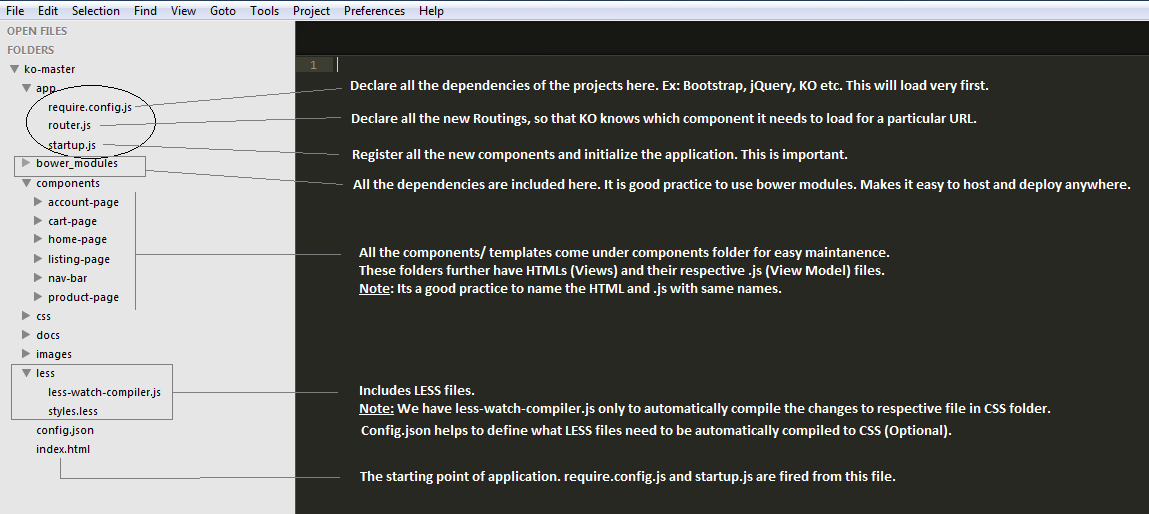 File Edit Selection Find View Goto Tools Project Preferences Help
OPEN FILES
FOLDERS
ko-master
app
require.config.js
router.js
startup.js
bower_modules
components
account-page
cart-page
home-page
listing-page
nav-bar
product-page
css
docs
images
less
less-watch-compiler.js
styles.less
config.json
index.html
1
Declare all the dependencies of the projects here. Ex: Bootstrap, jQuery, KO etc. This will load very first.
Declare all the new Routings, so that KO knows which component it needs to load for a particular URL.
Register all the new components and initialize the application. This is important.
All the dependencies are included here. It is good practice to use bower modules. Makes it easy to host and deploy anywhere.
All the components/ templates come under components folder for easy maintanence.
These folders further have HTMLs (Views) and their respective .js (View Model) files.
Note: Its a good practice to name the HTML and .js with same names.
Includes LESS files.
Note: We have less-watch-compiler.js only to automatically compile the changes to respective file in CSS folder.
Config.json helps to define what LESS files need to be automatically compiled to CSS (Optional).
The starting point of application. require.config.js and startup.js are fired from this file.